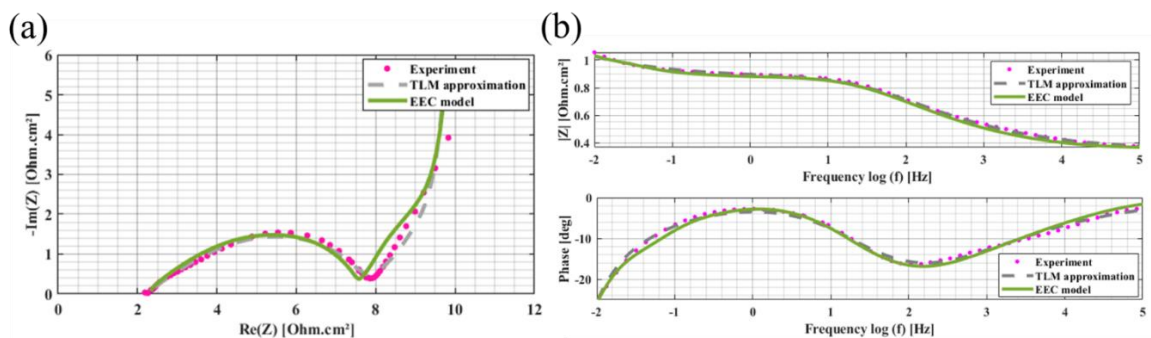 (a)
6
5
4
3
2
1
0
-Im(Z) [Ohm.cm²]
Experiment
TLM approximation
EEC model
0 2 4 6 8 10 12
Re(Z) [Ohm.cm²]
(b)
1
0.8
0.6
0.4
|Z| [Ohm.cm²]
Experiment
TLM approximation
EEC model
-2 -1 0 1 2 3 4 5
Frequency log (f) [Hz]
0
-10
-20
Phase [deg]
Experiment
TLM approximation
EEC model
-2 -1 0 1 2 3 4 5
Frequency log (f) [Hz]